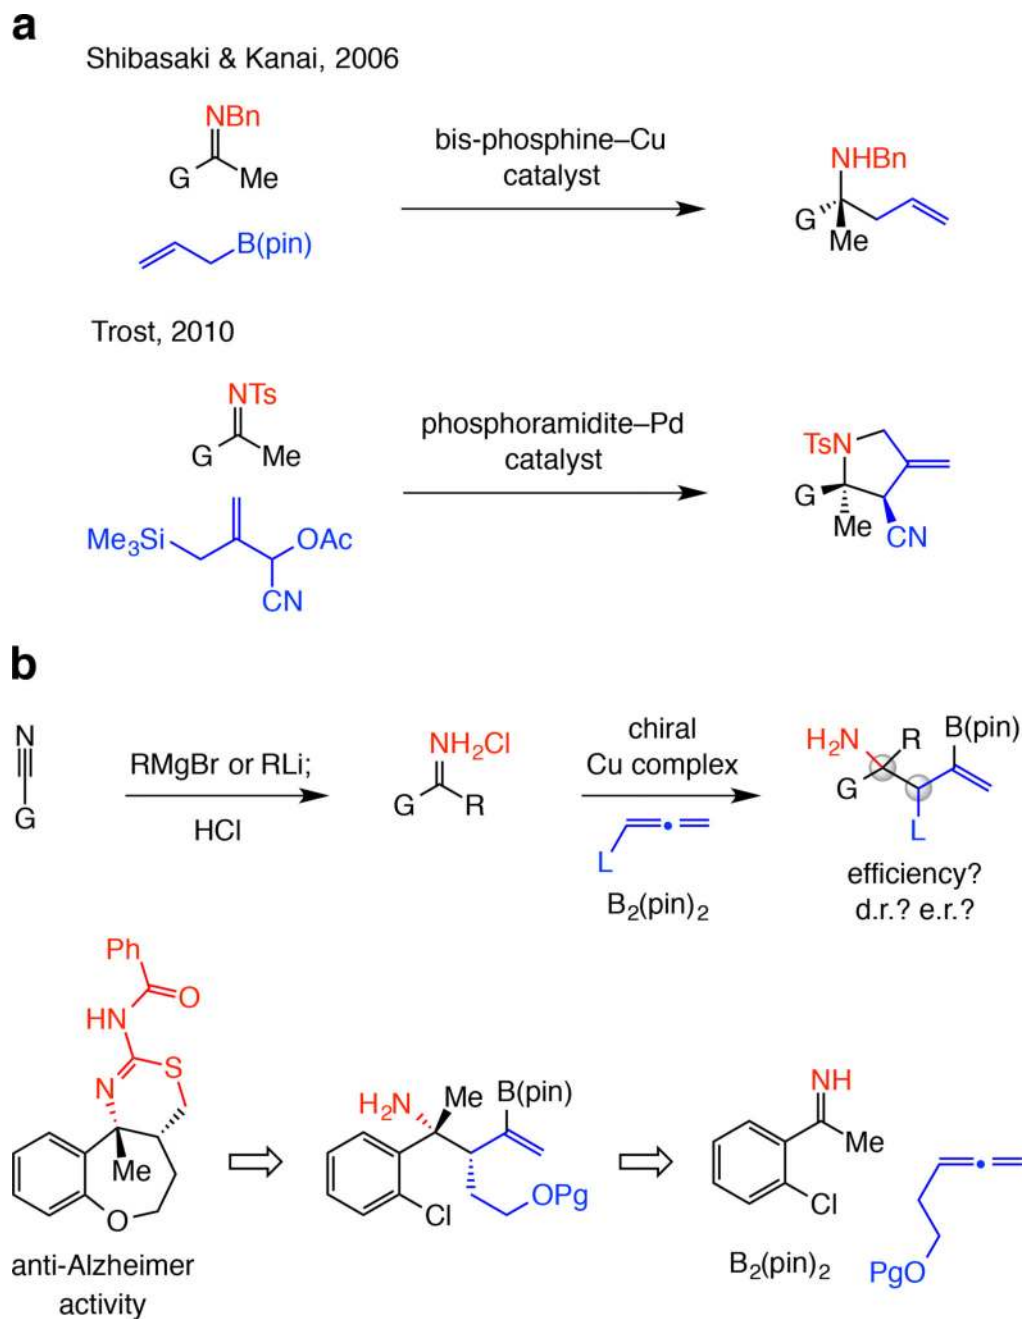 a
Shibasaki & Kanai, 2006
NBn
G
Me
B(pin)
bis-phosphine–Cu
catalyst
NHBn
G
Me
Trost, 2010
NTs
G
Me
Me3Si
OAc
CN
phosphoramidite–Pd
catalyst
TsN
G
Me
CN
b
N
G
RMgBr or RLi;
HCl
NH2Cl
G
R
chiral
Cu complex
L
B2(pin)2
H2N
R
B(pin)
G
L
efficiency?
d.r.? e.r.?
Ph
O
HN
S
N
Me
O
anti-Alzheimer
activity
H2N
Me
B(pin)
Cl
OPg
NH
Me
Cl
B2(pin)2
PgO